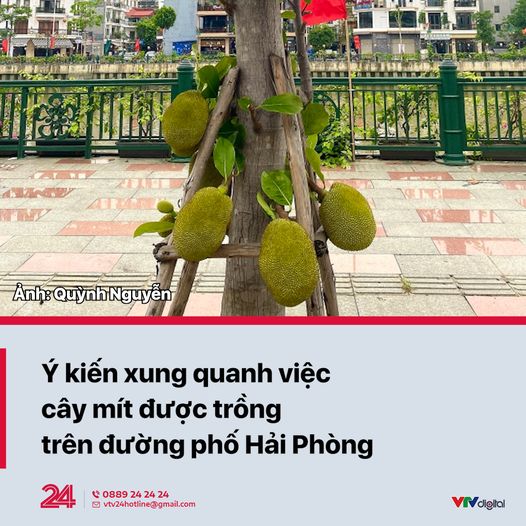 Ảnh: Quỳnh Nguyễn
Ý kiến xung quanh việc
cây mít được trồng
trên đường phố Hải Phòng
24
0889 24 24 24
vtv24hotline@gmail.com
VTVdigital